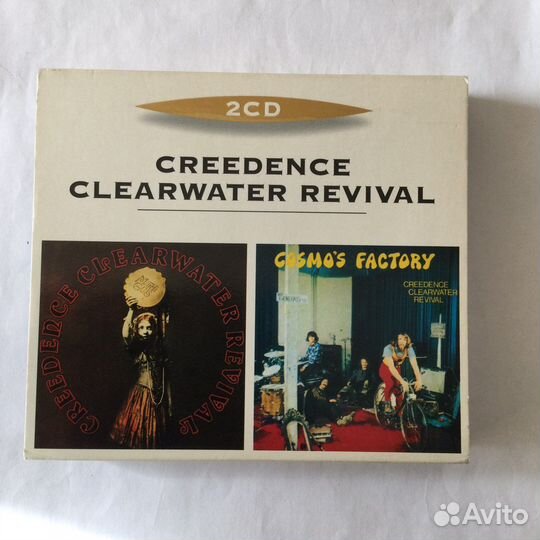 2CD
CREEDENCE
CLEARWATER REVIVAL
CREEDENCE CLEARWATER REVIVAL
COSMO'S FACTORY
CREEDENCE
CLEARWATER
REVIVAL
Avito